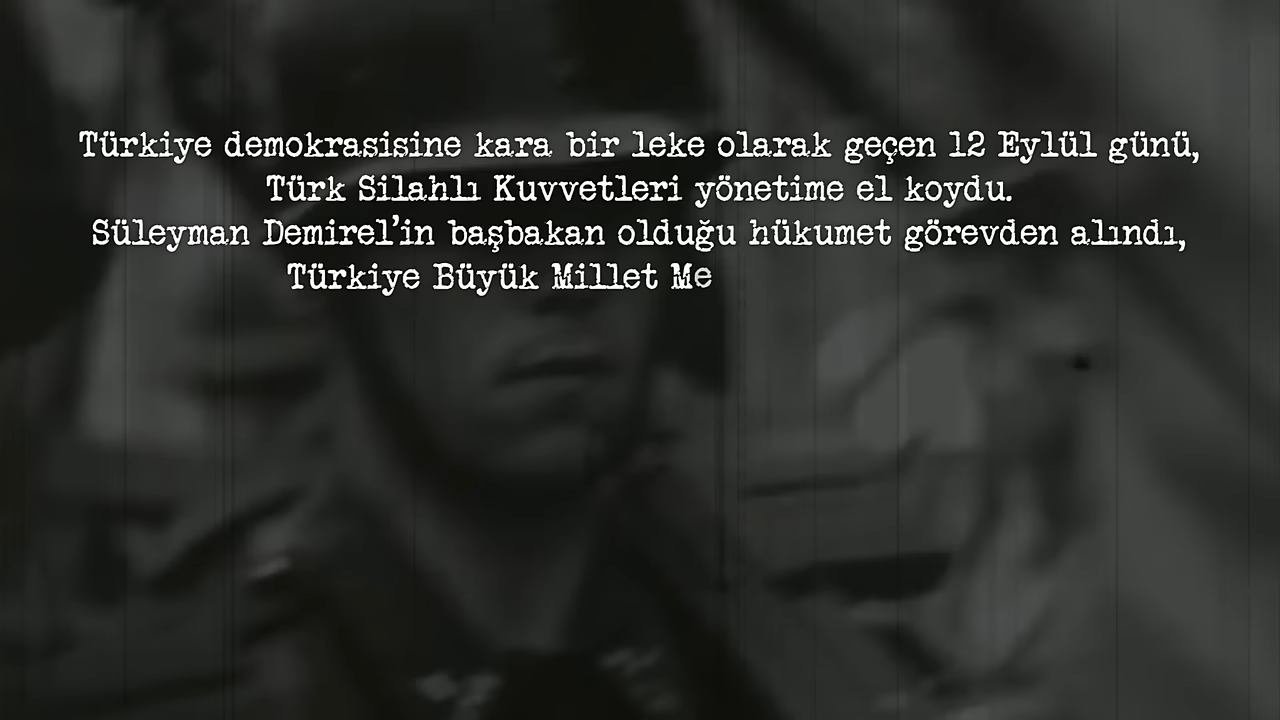 Türkiye demokrasisine kara bir leke olarak geçen 12 Eylül günü,
Türk Silahlı Kuvvetleri yönetime el koydu.
Süleyman Demirel'in başbakan olduğu hükumet görevden alındı,
Türkiye Büyük Millet Me